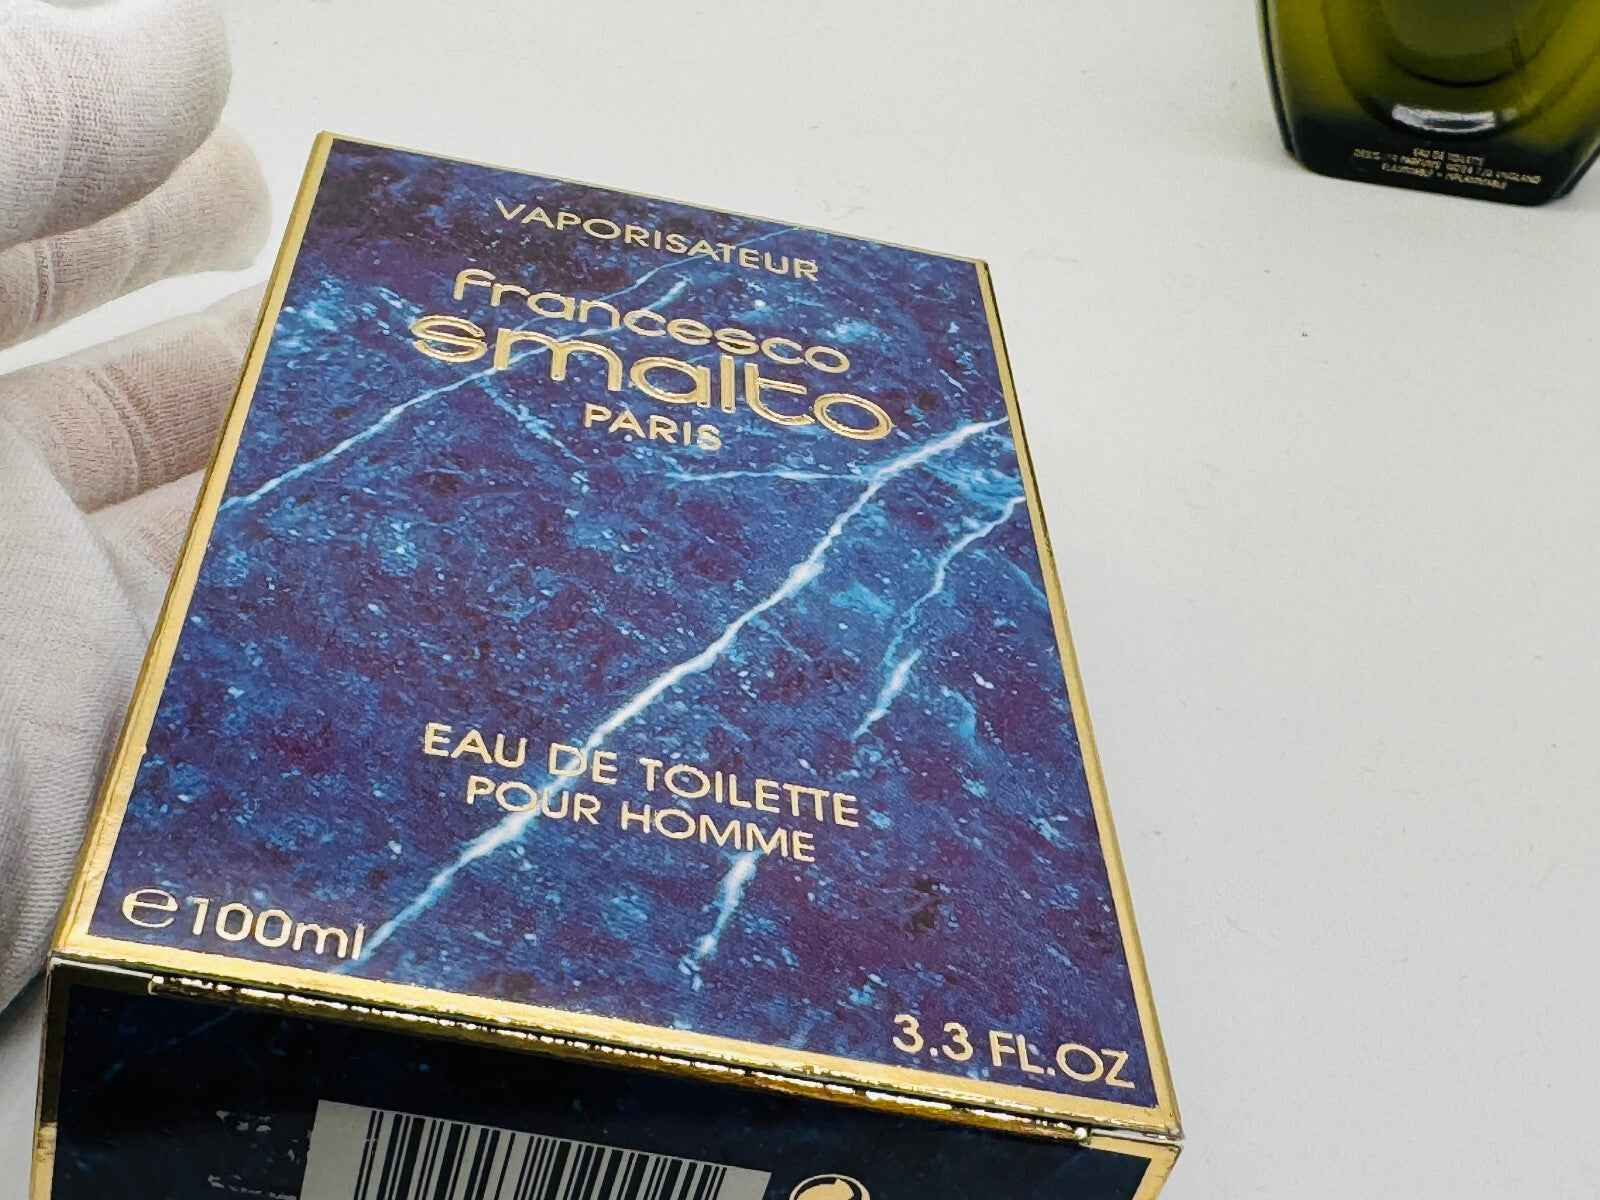 VAPORISATEUR
francesco
smalto
PARIS
EAU DE TOILETTE
POUR HOMME
e 100ml
3.3 FL.OZ
EAU DE TOILETTE